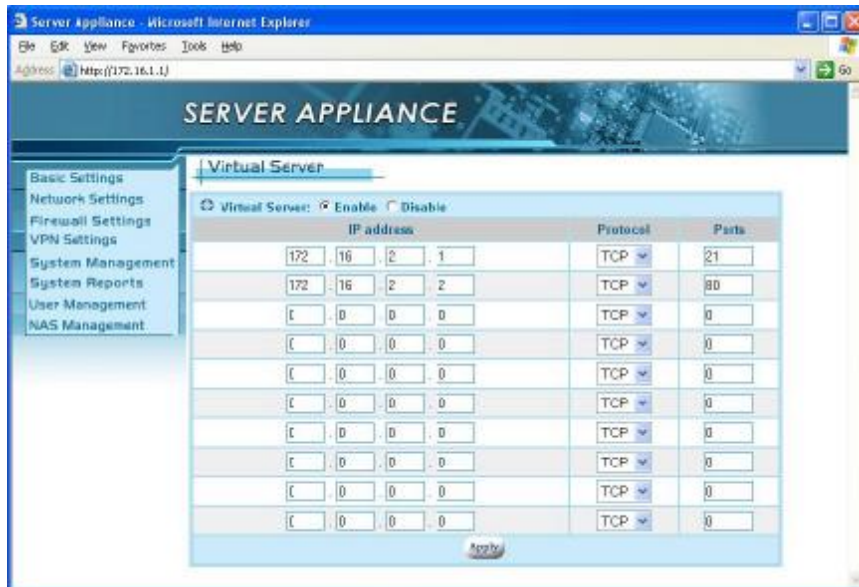 Server Appliance - Microsoft Internet Explorer
File Edit View Favorites Tools Help
Address http://172.16.1.1/ Go
SERVER APPLIANCE
Virtual Server
Basic Settings
Network Settings
Firewall Settings
VPN Settings
System Management
System Reports
User Management
NAS Management
Virtual Server: Enable Disable
IP address Protocol Ports
172 . 16 . 2 . 1 TCP 21
172 . 16 . 2 . 2 TCP 80
. 0 . 0 . 0 TCP 0
. 0 . 0 . 0 TCP 0
. 0 . 0 . 0 TCP 0
. 0 . 0 . 0 TCP 0
. 0 . 0 . 0 TCP 0
. 0 . 0 . 0 TCP 0
. 0 . 0 . 0 TCP 0
. 0 . 0 . 0 TCP 0
Apply